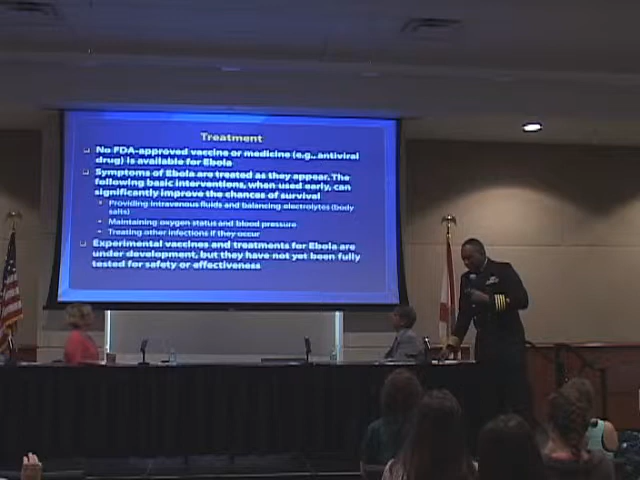 Treatment
No FDA-approved vaccine or medicine (e.g., antiviral
drug) is available for Ebola
Symptoms of Ebola are treated as they appear. The
following basic interventions, when used early, can
significantly improve the chances of survival
Providing intravenous fluids and balancing electrolytes (body
salts)
Maintaining oxygen status and blood pressure
Treating other infections if they occur
Experimental vaccines and treatments for Ebola are
under development, but they have not yet been fully
tested for safety or effectiveness